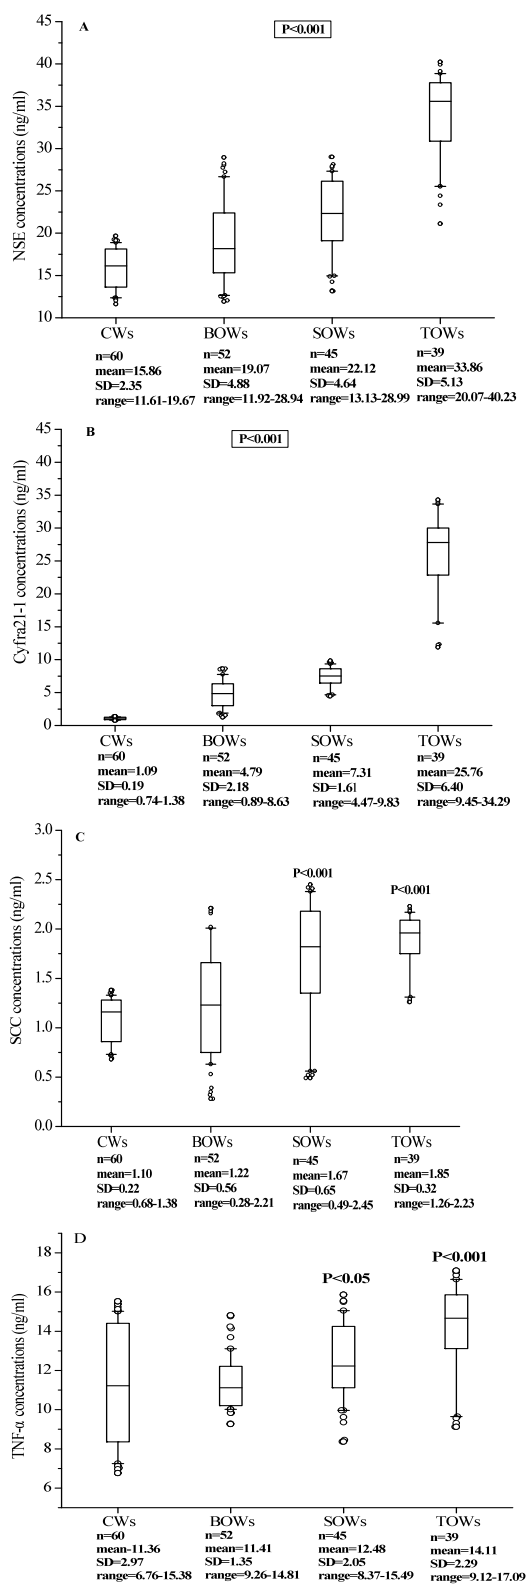 A
P<0.001
45
40
35
30
25
20
15
10
NSE concentrations (ng/ml)
CWs BOWs SOWs TOWs
n=60 n=52 n=45 n=39
mean=15.86 mean=19.07 mean=22.12 mean=33.86
SD=2.35 SD=4.88 SD=4.64 SD=5.13
range=11.61-19.67 range=11.92-28.94 range=13.13-28.99 range=20.07-40.23
B
P<0.001
45
40
35
30
25
20
15
10
5
0
Cyfra21-1 concentrations (ng/ml)
CWs BOWs SOWs TOWs
n=60 n=52 n=45 n=39
mean=1.09 mean=4.79 mean=7.31 mean=25.76
SD=0.19 SD=2.18 SD=1.61 SD=6.40
range=0.74-1.38 range=0.89-8.63 range=4.47-9.83 range=9.45-34.29
C
P<0.001
P<0.001
3.0
2.5
2.0
1.5
1.0
0.5
0.0
SCC concentrations (ng/ml)
CWs BOWs SOWs TOWs
n=60 n=52 n=45 n=39
mean=1.10 mean=1.22 mean=1.67 mean=1.85
SD=0.22 SD=0.56 SD=0.65 SD=0.32
range=0.68-1.38 range=0.28-2.21 range=0.49-2.45 range=1.26-2.23
D
P<0.001
P<0.05
18
16
14
12
10
8
6
TNF-α concentrations (ng/ml)
CWs BOWs SOWs TOWs
n=60 n=52 n=45 n=39
mean-11.36 mean=11.41 mean=12.48 mean=14.11
SD=2.97 SD=1.35 SD=2.05 SD=2.29
range=6.76-15.38 range=9.26-14.81 range=8.37-15.49 range=9.12-17.09